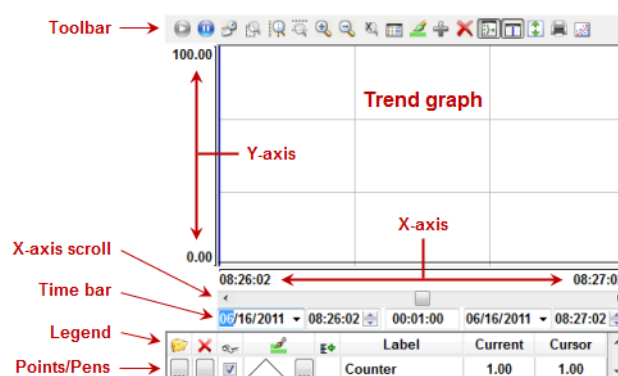 Toolbar
100.00
Trend graph
Y-axis
X-axis
0.00
X-axis scroll
08:26:02
08:27:0
Time bar
06/16/2011 08:26:02 00:01:00 06/16/2011 08:27:02
Legend
Label Current Cursor
Points/Pens
Counter 1.00 1.00